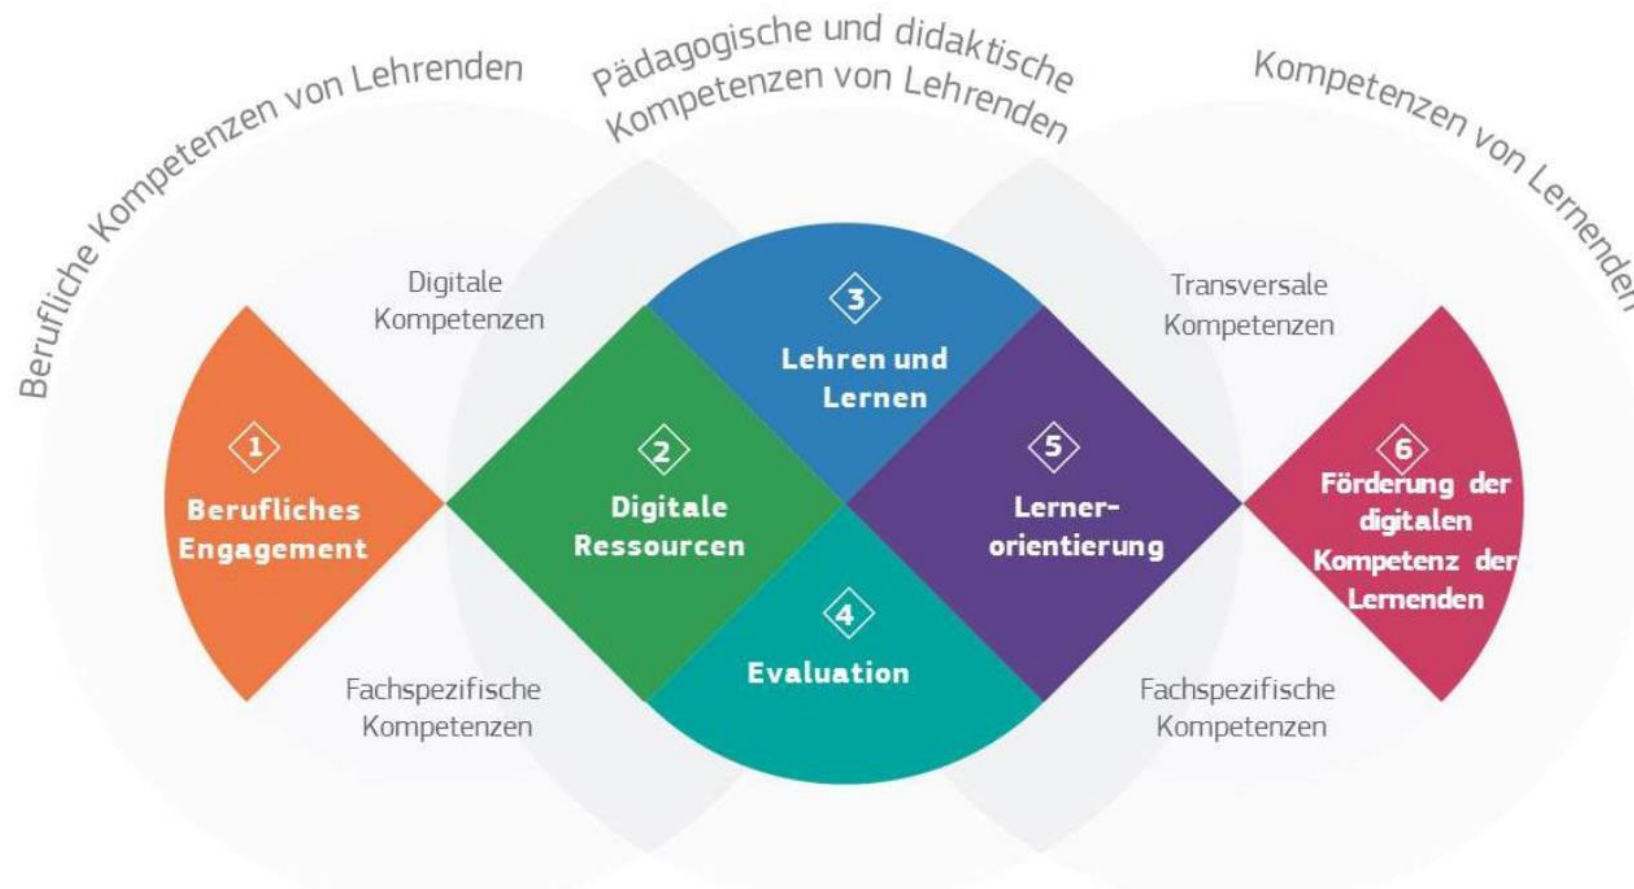 Berufliche Kompetenzen von Lehrenden
Pädagogische und didaktische
Kompetenzen von Lehrenden
Kompetenzen von Lernenden
Digitale
Kompetenzen
Transversale
Kompetenzen
1
Berufliches
Engagement
2
Digitale
Ressourcen
3
Lehren und
Lernen
4
Evaluation
5
Lerner-
orientierung
6
Förderung der
digitalen
Kompetenz der
Lernenden
Fachspezifische
Kompetenzen
Fachspezifische
Kompetenzen